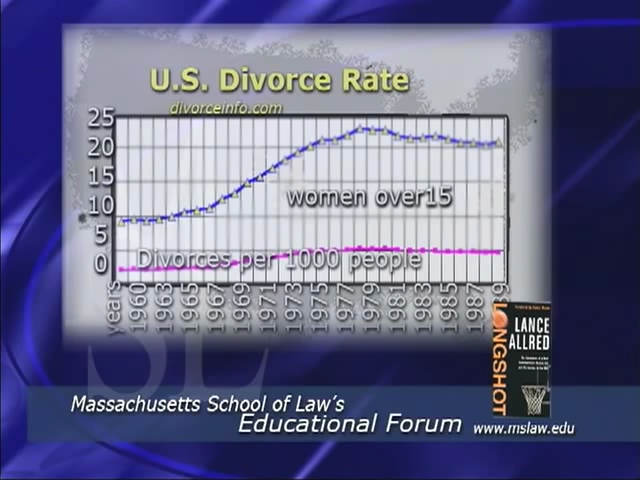 U.S. Divorce Rate
divorceinfo.com
25
20
15
10
5
0
women over15
Divorces per 1000 people
years
1960
1963
1965
1967
1969
1971
1973
1975
1977
1979
1981
1983
1985
1987
LONGSHOT
LANCE
ALLRED
SL
Massachusetts School of Law's
Educational Forum
www.mslaw.edu